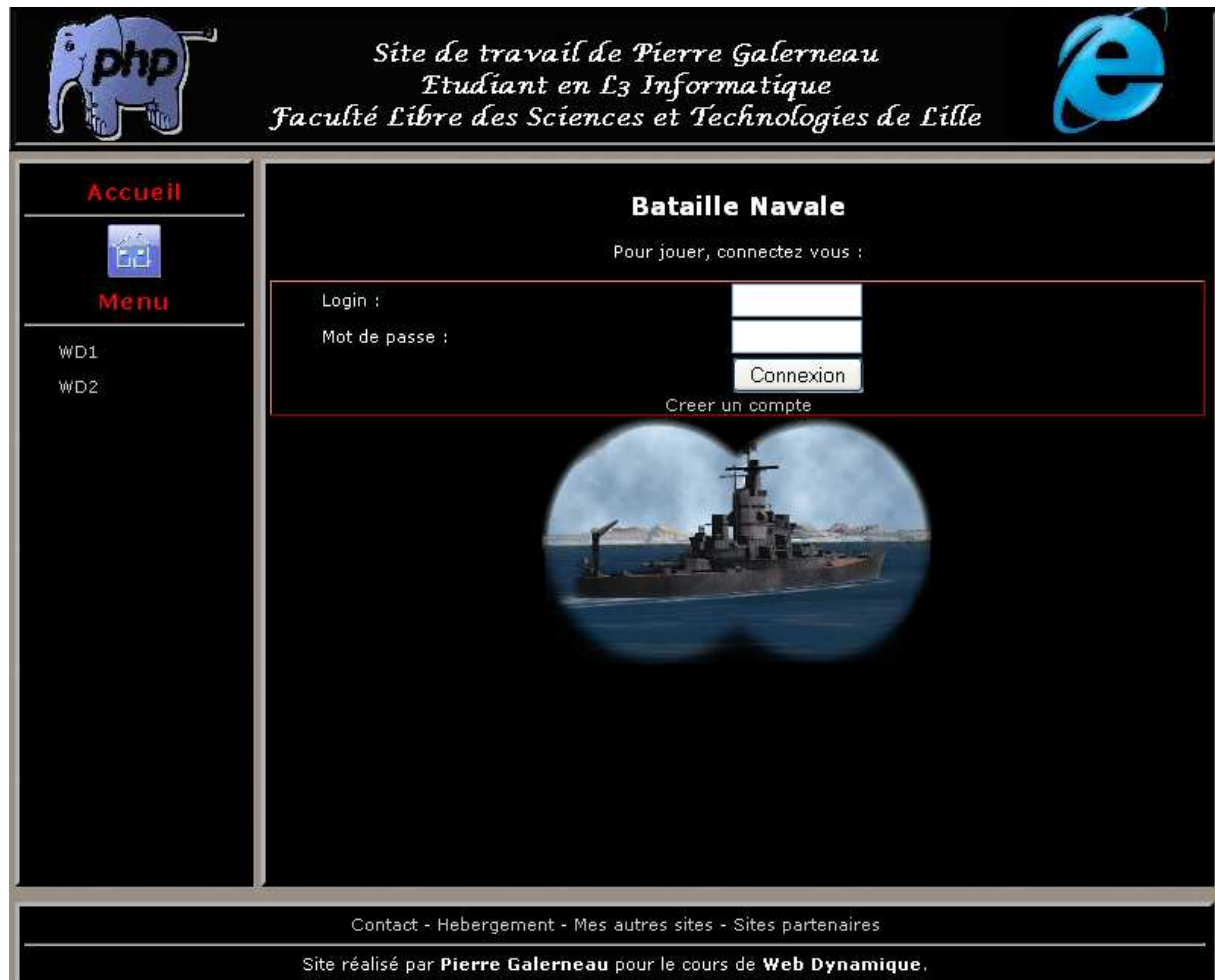 php
Site de travail de Pierre Galerneau
Etudiant en L3 Informatique
Faculté Libre des Sciences et Technologies de Lille
Accueil
Menu
WD1
WD2
Bataille Navale
Pour jouer, connectez vous :
Login :
Mot de passe :
Connexion
Creer un compte
Contact - Hebergement - Mes autres sites - Sites partenaires
Site réalisé par Pierre Galerneau pour le cours de Web Dynamique.